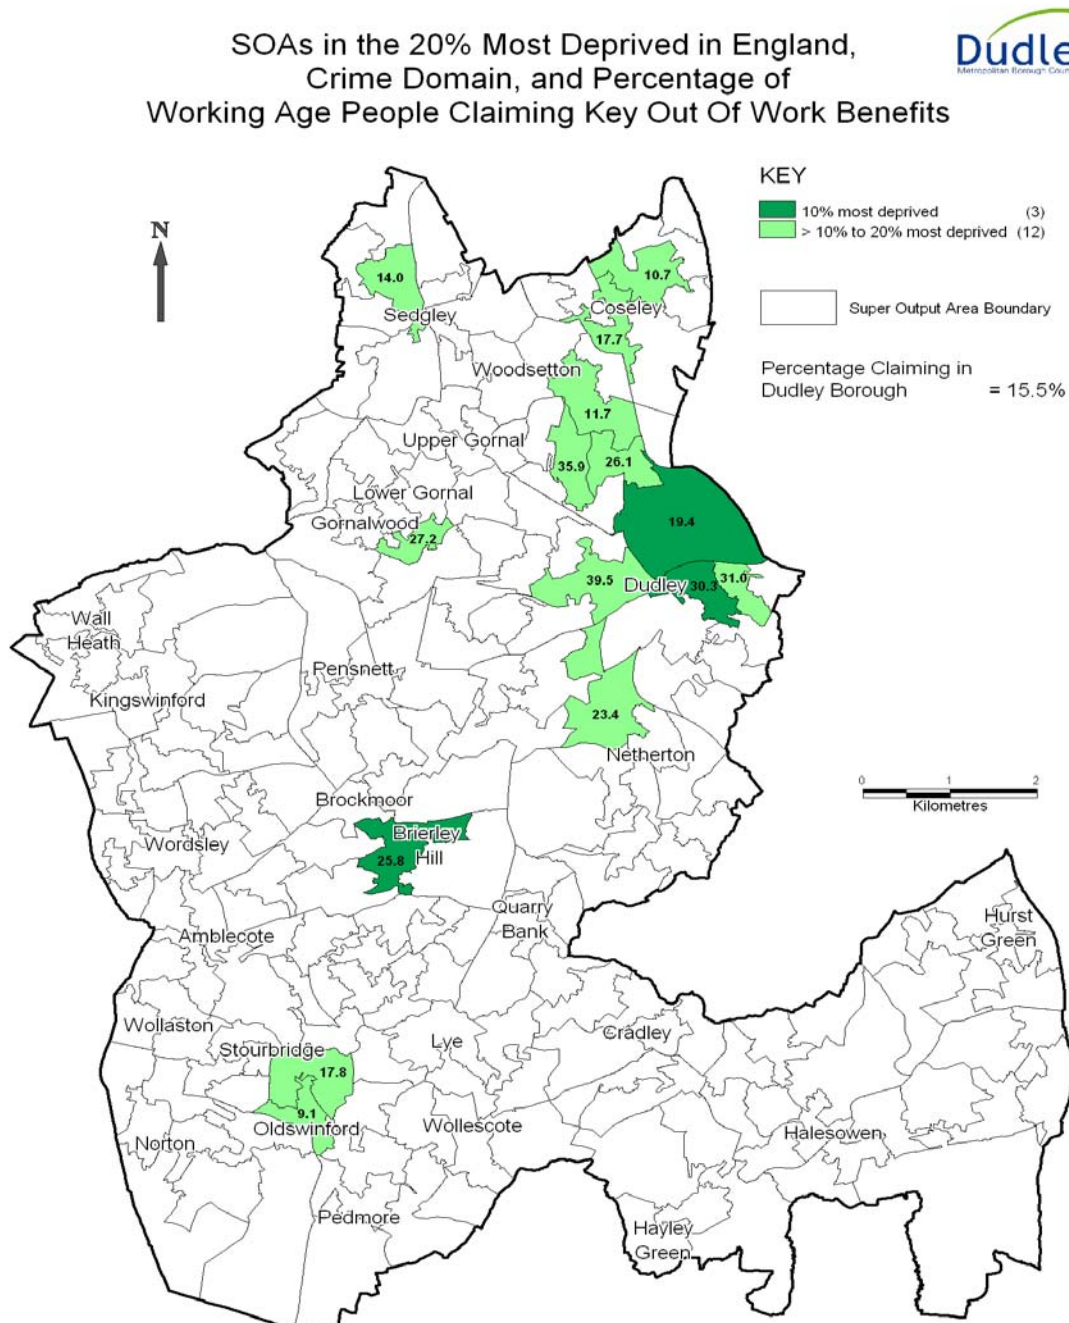 SOAs in the 20% Most Deprived in England,
Crime Domain, and Percentage of
Working Age People Claiming Key Out Of Work Benefits
Dudle
Metropolitan Borough Counc
KEY
10% most deprived (3)
> 10% to 20% most deprived (12)
Super Output Area Boundary
Percentage Claiming in
Dudley Borough = 15.5%
N
14.0
10.7
Sedgley
Coseley
17.7
Woodsetton
11.7
Upper Gornal
35.9
26.1
Lower Gornal
Gornalwood
19.4
27.2
39.5
Dudley
30.3
31.0
Wall
Heath
Pensnett
Kingswinford
23.4
Netherton
0 1 2
Kilometres
Brockmoor
Brierley
Hill
Wordsley
25.8
Quarry
Bank
Amblecote
Hurst
Green
Wollaston
Stourbridge
Lye
Cradley
17.8
9.1
Oldswinford
Wollescote
Norton
Halesowen
Pedmore
Hayley
Green